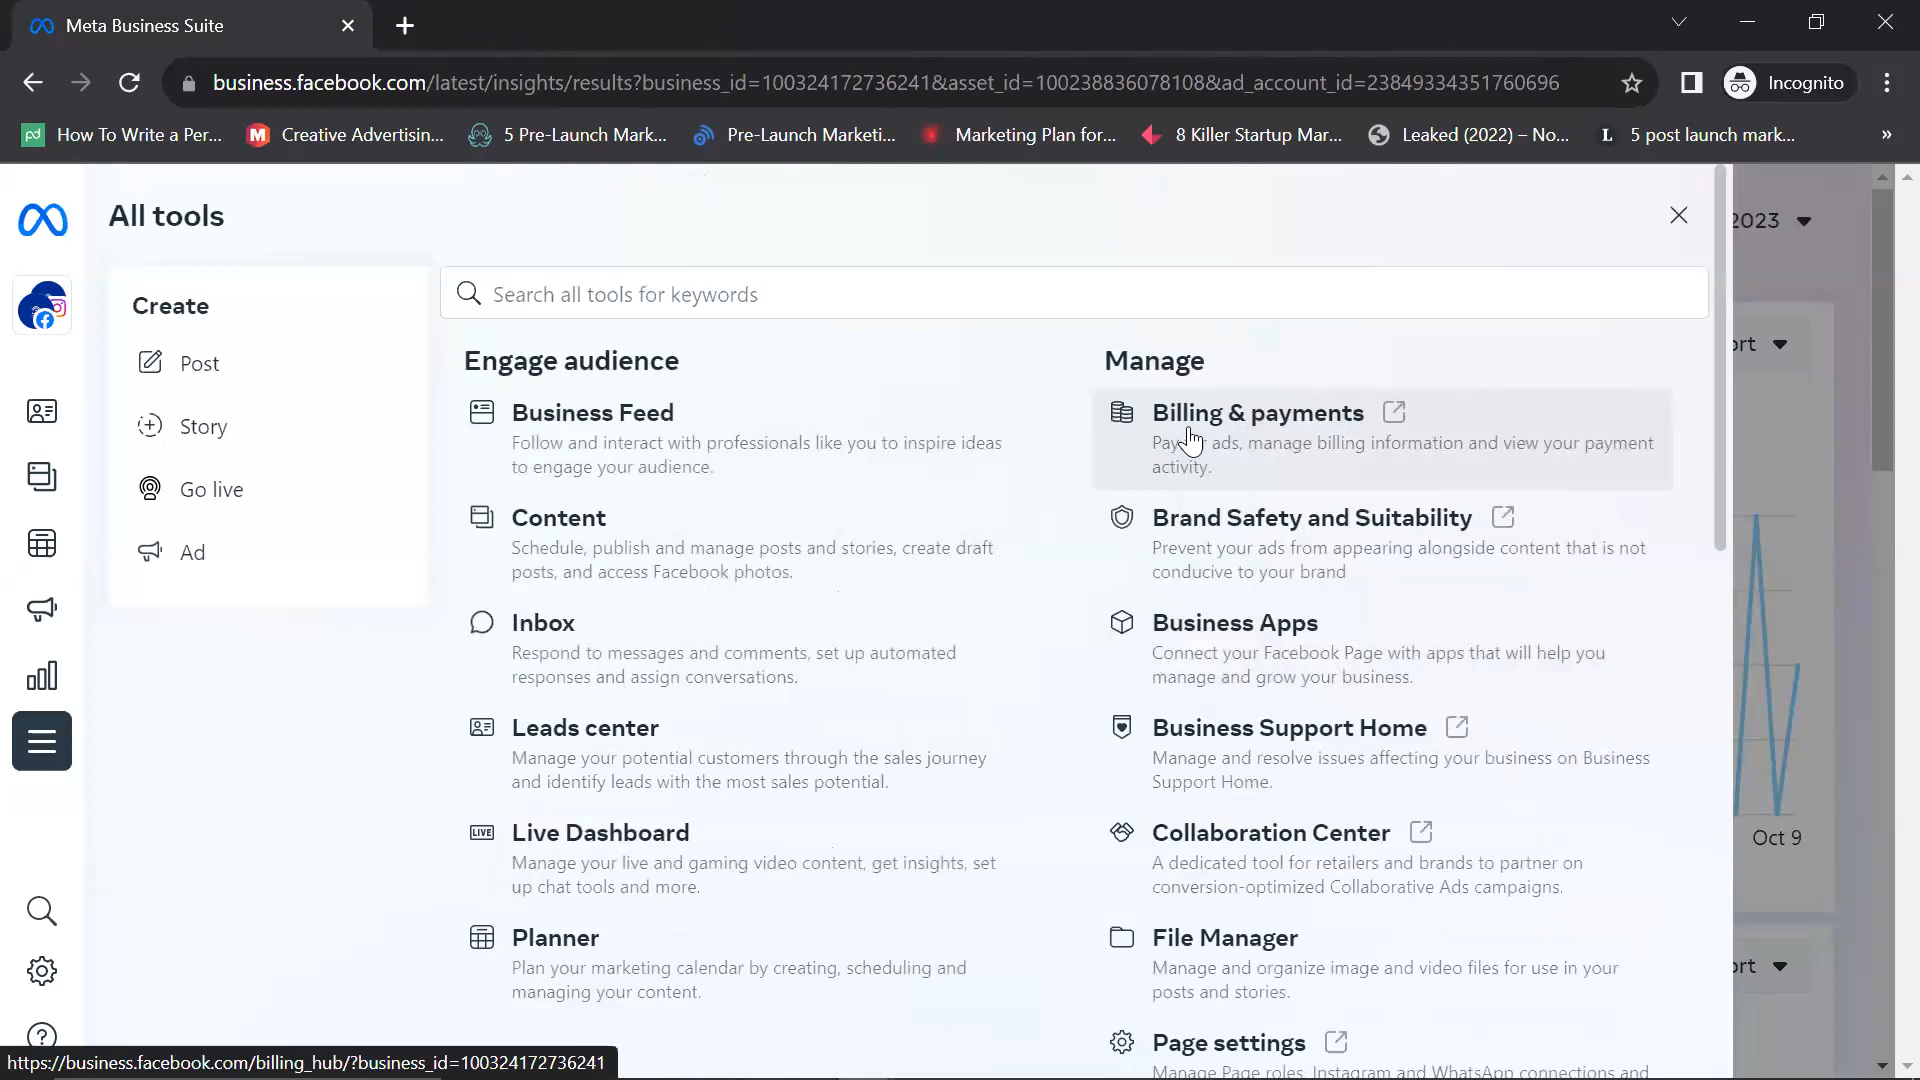 Meta Business Suite
business.facebook.com/latest/insights/results?business_id=100324172736241&asset_id=100238836078108&ad_account_id=23849334351760696
Incognito
pd How To Write a Per...
M Creative Advertisin...
5 Pre-Launch Mark...
Pre-Launch Marketi...
Marketing Plan for...
8 Killer Startup Mar...
Leaked (2022) – No...
L 5 post launch mark...
»
All tools
2023
Create
Post
Story
Go live
Ad
Search all tools for keywords
Engage audience
Business Feed
Follow and interact with professionals like you to inspire ideas
to engage your audience.
Content
Schedule, publish and manage posts and stories, create draft
posts, and access Facebook photos.
Inbox
Respond to messages and comments, set up automated
responses and assign conversations.
Leads center
Manage your potential customers through the sales journey
and identify leads with the most sales potential.
LIVE Live Dashboard
Manage your live and gaming video content, get insights, set
up chat tools and more.
Planner
Plan your marketing calendar by creating, scheduling and
managing your content.
Manage
Billing & payments
ads, manage billing information and view your payment
activity.
Brand Safety and Suitability
Prevent your ads from appearing alongside content that is not
conducive to your brand
Business Apps
Connect your Facebook Page with apps that will help you
manage and grow your business.
Business Support Home
Manage and resolve issues affecting your business on Business
Support Home.
Collaboration Center
A dedicated tool for retailers and brands to partner on
conversion-optimized Collaborative Ads campaigns.
File Manager
Manage and organize image and video files for use in your
posts and stories.
Page settings
Manage Page roles, Instagram and WhatsApp connections and
ort
Oct 9
ort
https://business.facebook.com/billing_hub/?business_id=100324172736241